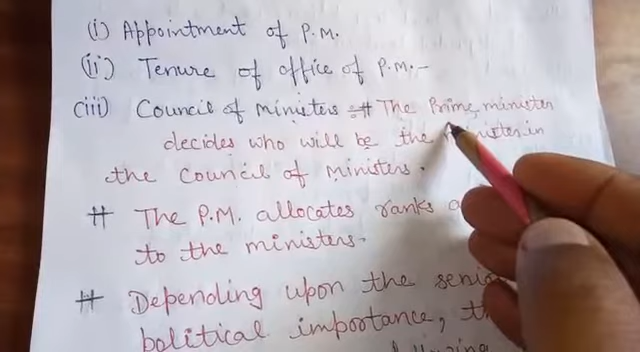 (i) Appointment of P.M.
(ii) Tenure of office of P.M.-
(iii) Council of ministers :- # The Prime minister
decides who will be the in
the Council of ministers.
# The P.M. allocates ranks
to the ministers.
# Depending upon the
political importance,